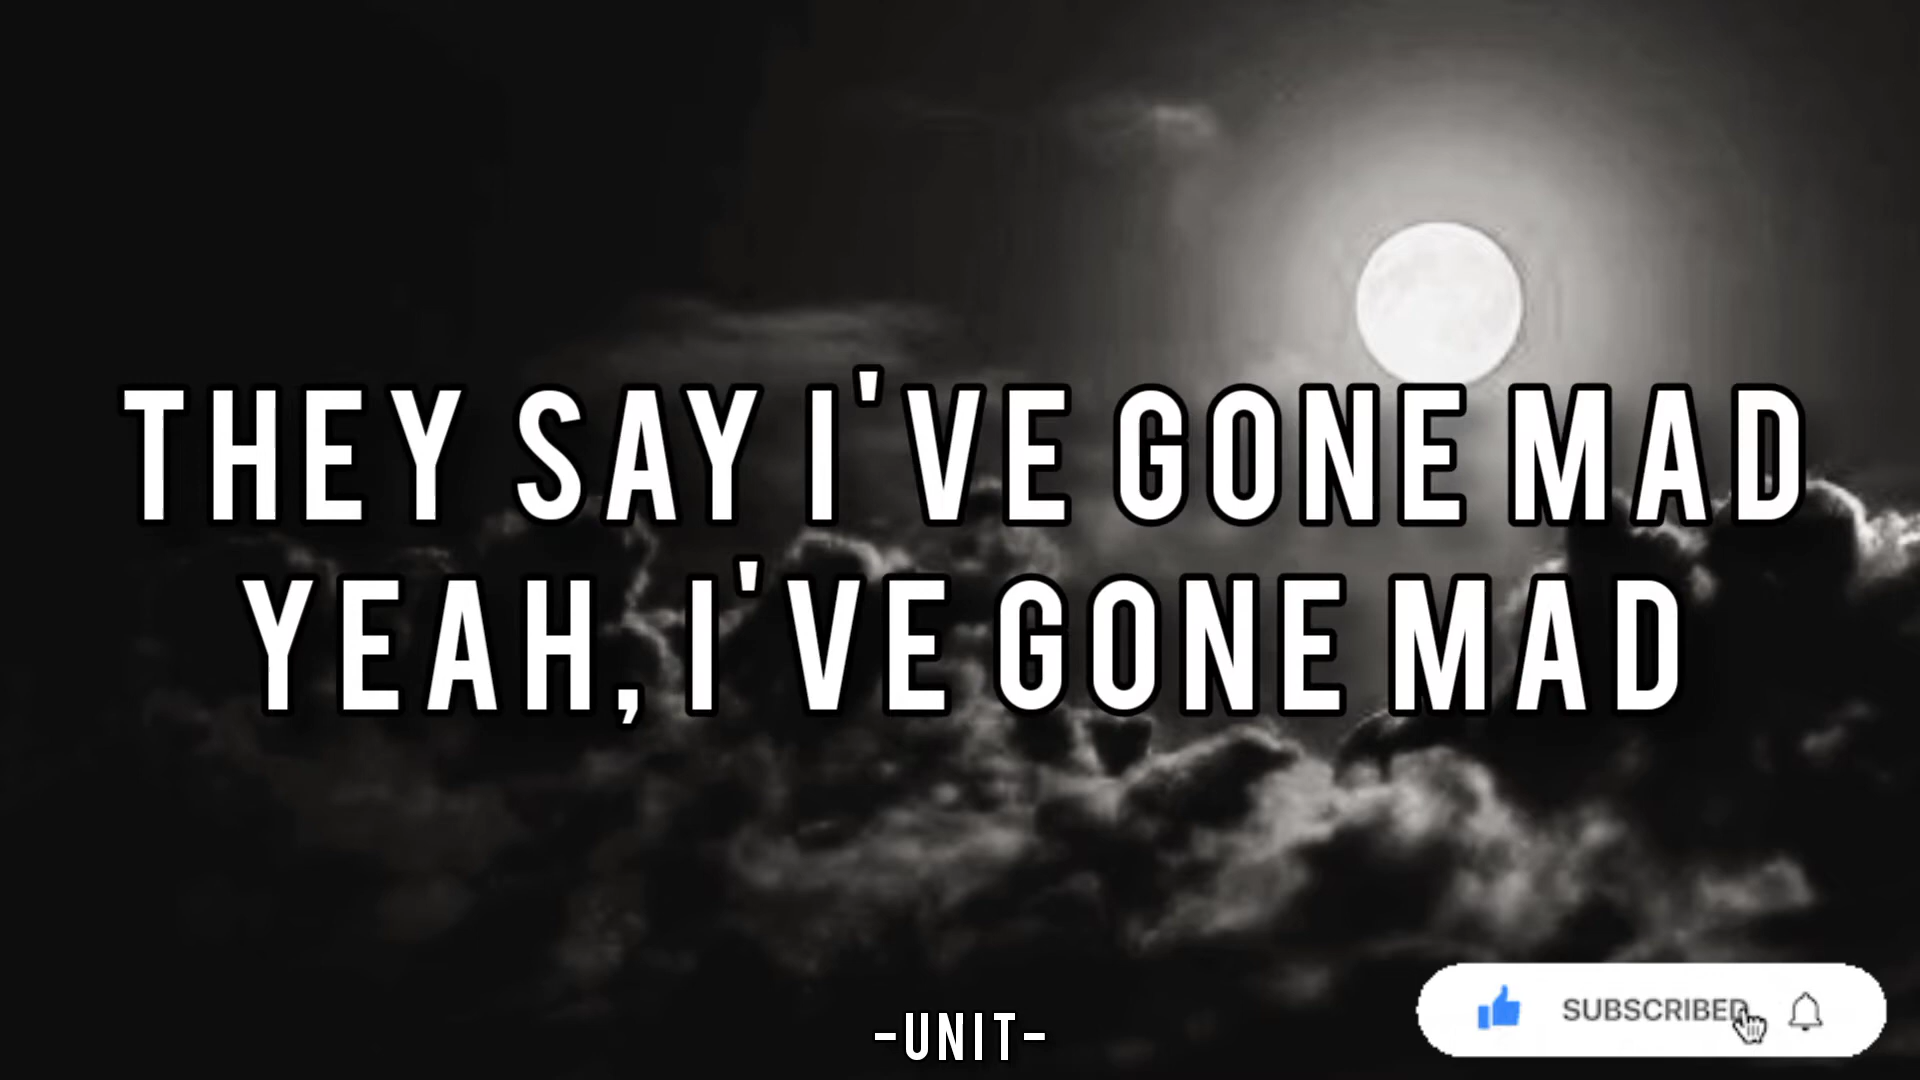 THEY SAY I'VE GONE MAD
YEAH, I'VE GONE MAD
SUBSCRIBED
-UNIT-